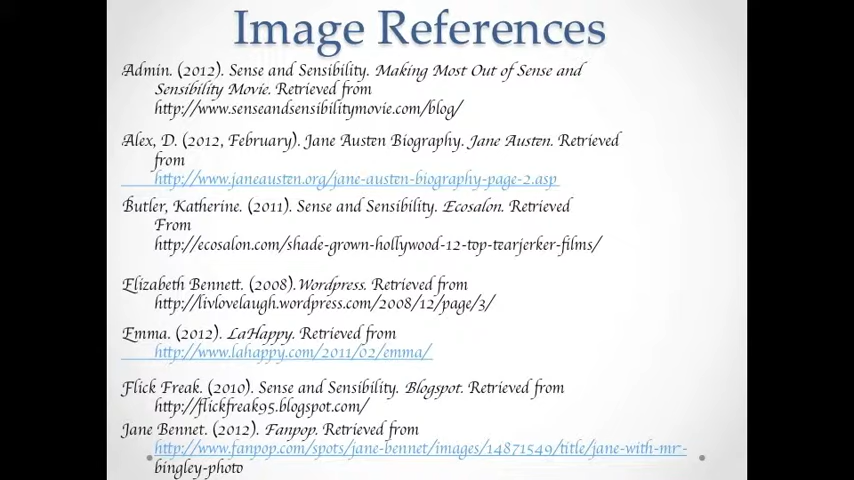 Image References
Admin. (2012). Sense and Sensibility. Making Most Out of Sense and
Sensibility Movie. Retrieved from
http://www.senseandsensibilitymovie.com/blog/
Alex, D. (2012, February). Jane Austen Biography. Jane Austen. Retrieved
from
http://www.janeausten.org/jane-austen-biography-page-2.asp
Butler, Katherine. (2011). Sense and Sensibility. Ecosalon. Retrieved
From
http://ecosalon.com/shade-grown-hollywood-12-top-tearjerker-films/
Elizabeth Bennett. (2008).Wordpress. Retrieved from
http://livlovelaugh.wordpress.com/2008/12/page/3/
Emma. (2012). LaHappy. Retrieved from
http://www.lahappy.com/2011/02/emma/
Flick Freak. (2010). Sense and Sensibility. Blogspot. Retrieved from
http://flickfreak95.blogspot.com/
Jane Bennet. (2012). Fanpop. Retrieved from
http://www.fanpop.com/spots/jane-bennet/images/14871549/title/jane-with-mr-
bingley-photo